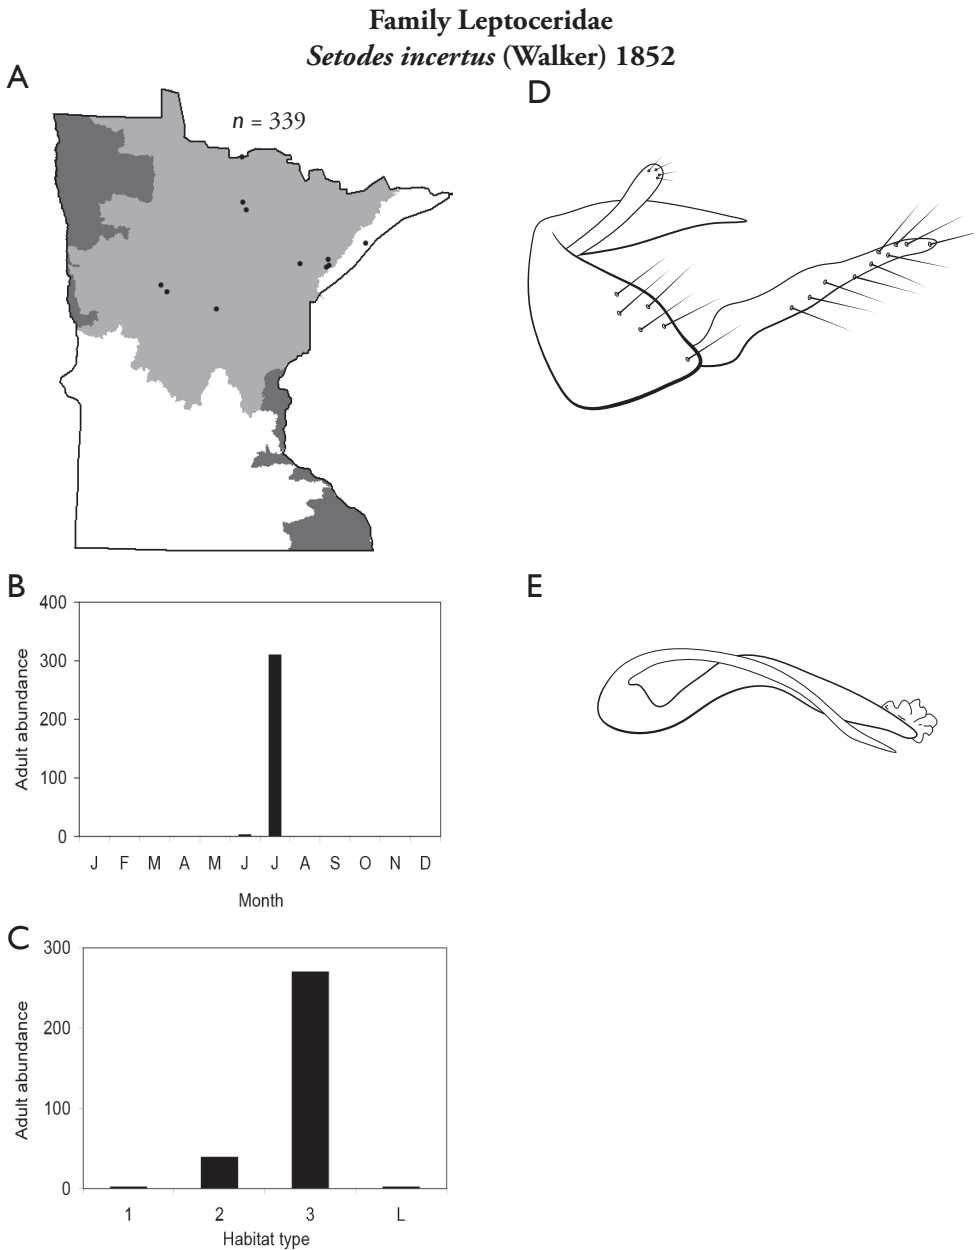 Family Leptoceridae
Setodes incertus (Walker) 1852
A
n = 339
D
B
400
300
200
100
0
Adult abundance
J F M A M J J A S O N D
Month
E
C
300
200
100
0
Adult abundance
1 2 3 L
Habitat type